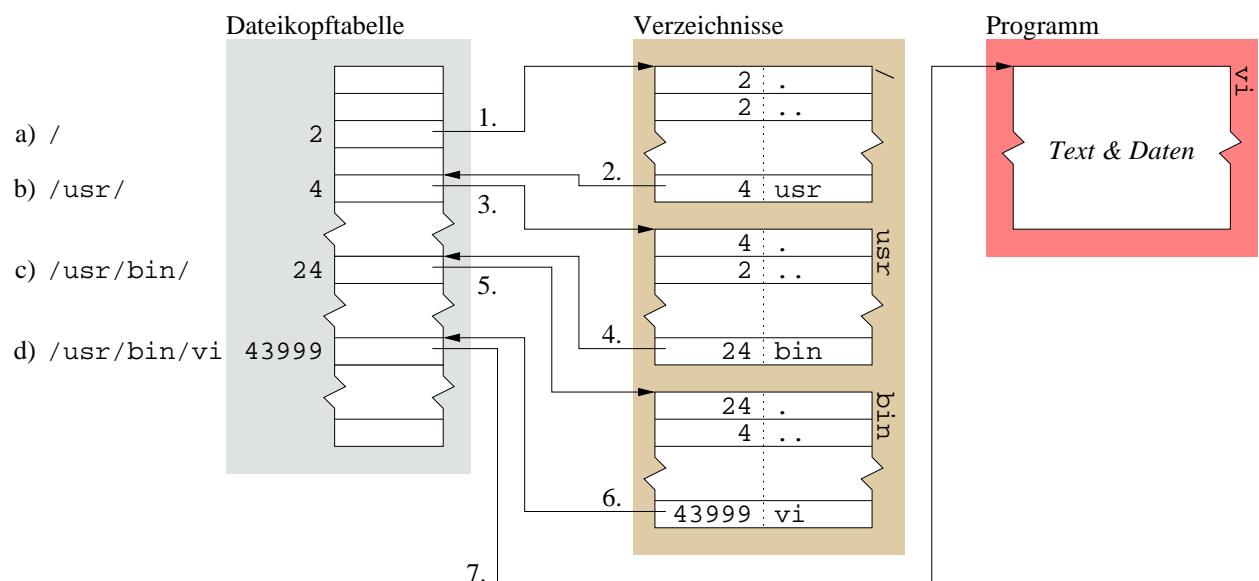 Dateikopftabelle
Verzeichnisse
Programm
a) / 2
b) /usr/ 4
c) /usr/bin/ 24
d) /usr/bin/vi 43999
1.
2.
3.
4.
5.
6.
7.
/
2 .
2 ..
4 usr
usr
4 .
2 ..
24 bin
bin
24 .
4 ..
43999 vi
vi
Text & Daten